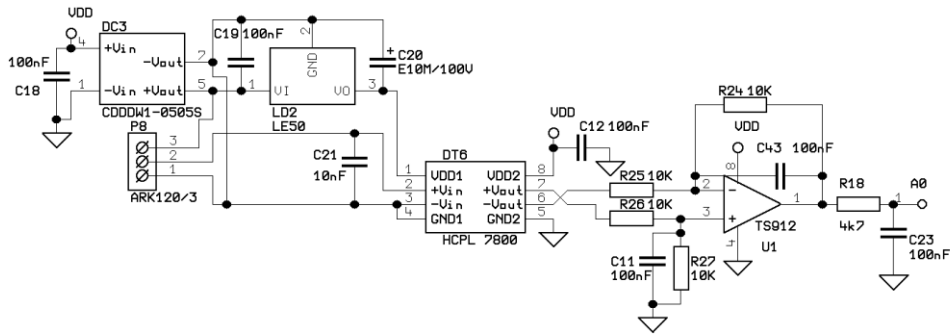 VDD
DC3
4
+Vin
-Vout
7
100nF
C18
1
-Vin
+Vout
5
CDDDW1-0505S
C19 100nF
2
GND
1
VI
VO
3
LD2
LE50
+
C20
E10M/100V
P8
3
2
1
ARK120/3
C21
10nF
DT6
1
VDD1
VDD2
8
2
+Vin
+Vout
7
3
-Vin
-Vout
6
4
GND1
GND2
5
HCPL 7800
VDD
C12 100nF
R25 10K
R26 10K
C11
100nF
R27
10K
R24 10K
VDD
C43 100nF
8
2
-
3
+
1
4
TS912
U1
R18
4k7
A0
1
C23
100nF